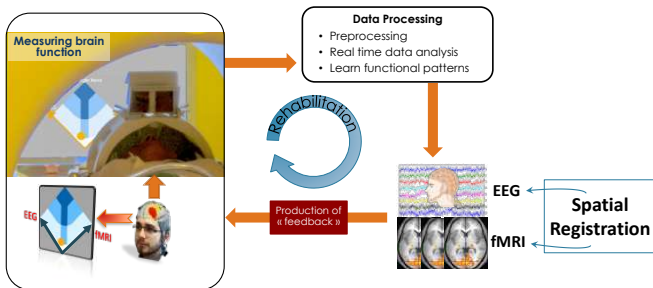 Measuring brain
function
Data Processing
• Preprocessing
• Real time data analysis
• Learn functional patterns
Rehabilitation
EEG
fMRI
Spatial
Registration
Production of
« feedback »
EEG
fMRI